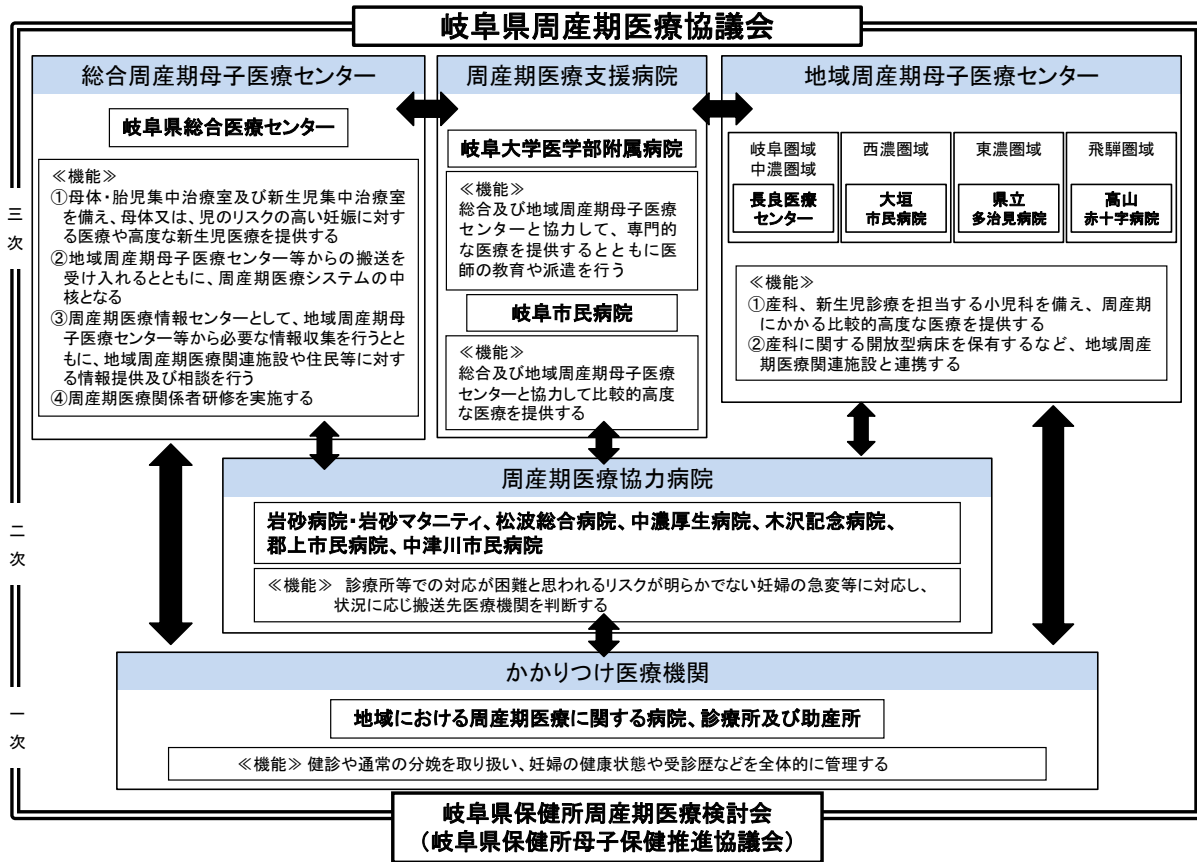 岐阜県周産期医療協議会
総合周産期母子医療センター
岐阜県総合医療センター
≪機能≫
①母体・胎児集中治療室及び新生児集中治療室
を備え、母体又は、児のリスクの高い妊娠に対す
る医療や高度な新生児医療を提供する
②地域周産期母子医療センター等からの搬送を
受け入れるとともに、周産期医療システムの中
核となる
③周産期医療情報センターとして、地域周産期母
子医療センター等から必要な情報収集を行うとと
もに、地域周産期医療関連施設や住民等に対す
る情報提供及び相談を行う
④周産期医療関係者研修を実施する
周産期医療支援病院
岐阜大学医学部附属病院
≪機能≫
総合及び地域周産期母子医療
センターと協力して、専門的
な医療を提供するとともに医
師の教育や派遣を行う
岐阜市民病院
≪機能≫
総合及び地域周産期母子医療
センターと協力して比較的高度
な医療を提供する
地域周産期母子医療センター
岐阜圏域
中濃圏域
長良医療
センター
西濃圏域
大垣
市民病院
東濃圏域
県立
多治見病院
飛騨圏域
高山
赤十字病院
≪機能≫
①産科、新生児診療を担当する小児科を備え、周産期
にかかる比較的高度な医療を提供する
②産科に関する開放型病床を保有するなど、地域周産
期医療関連施設と連携する
三次
周産期医療協力病院
岩砂病院・岩砂マタニティ、松波総合病院、中濃厚生病院、木沢記念病院、
郡上市民病院、中津川市民病院
≪機能≫ 診療所等での対応が困難と思われるリスクが明らかでない妊婦の急変等に対応し、
状況に応じ搬送先医療機関を判断する
二次
かかりつけ医療機関
地域における周産期医療に関する病院、診療所及び助産所
≪機能≫ 健診や通常の分娩を取り扱い、妊婦の健康状態や受診歴などを全体的に管理する
一次
岐阜県保健所周産期医療検討会
（岐阜県保健所母子保健推進協議会）